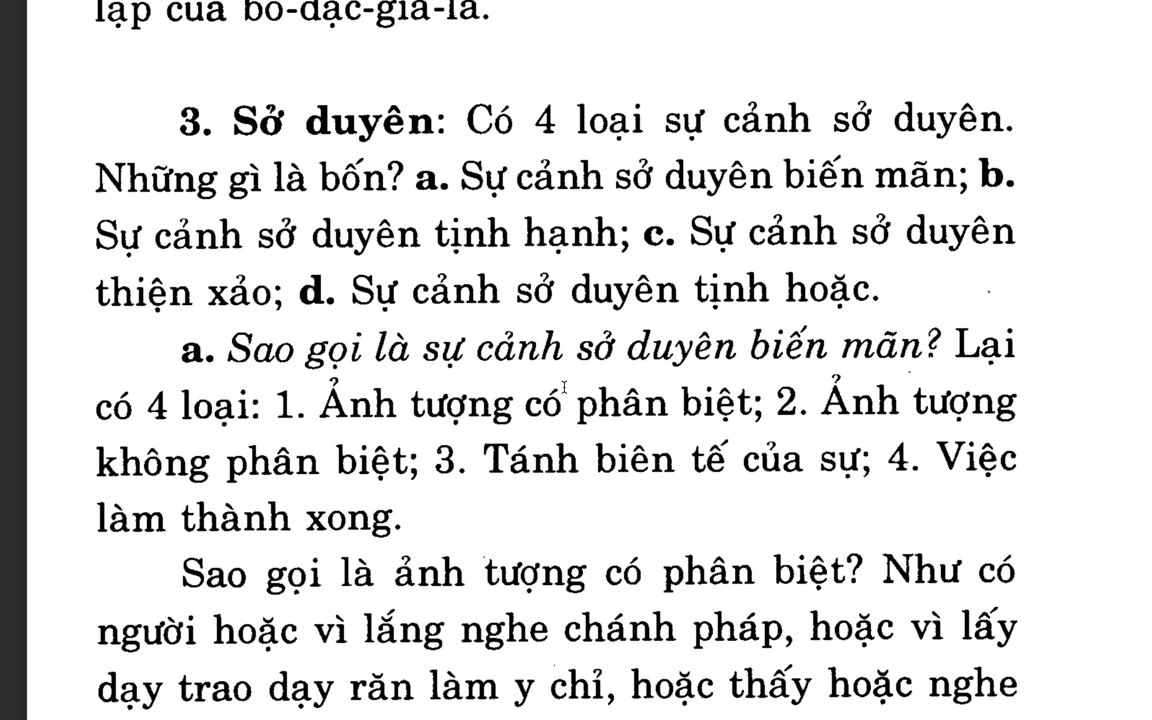 lập của bổ-đặc-già-la.
3. Sở duyên: Có 4 loại sự cảnh sở duyên.
Những gì là bốn? a. Sự cảnh sở duyên biến mãn; b.
Sự cảnh sở duyên tịnh hạnh; c. Sự cảnh sở duyên
thiện xảo; d. Sự cảnh sở duyên tịnh hoặc.
a. Sao gọi là sự cảnh sở duyên biến mãn? Lại
có 4 loại: 1. Ảnh tượng có phân biệt; 2. Ảnh tượng
không phân biệt; 3. Tánh biên tế của sự; 4. Việc
làm thành xong.
Sao gọi là ảnh tượng có phân biệt? Như có
người hoặc vì lắng nghe chánh pháp, hoặc vì lấy
dạy trao dạy răn làm y chỉ, hoặc thấy hoặc nghe